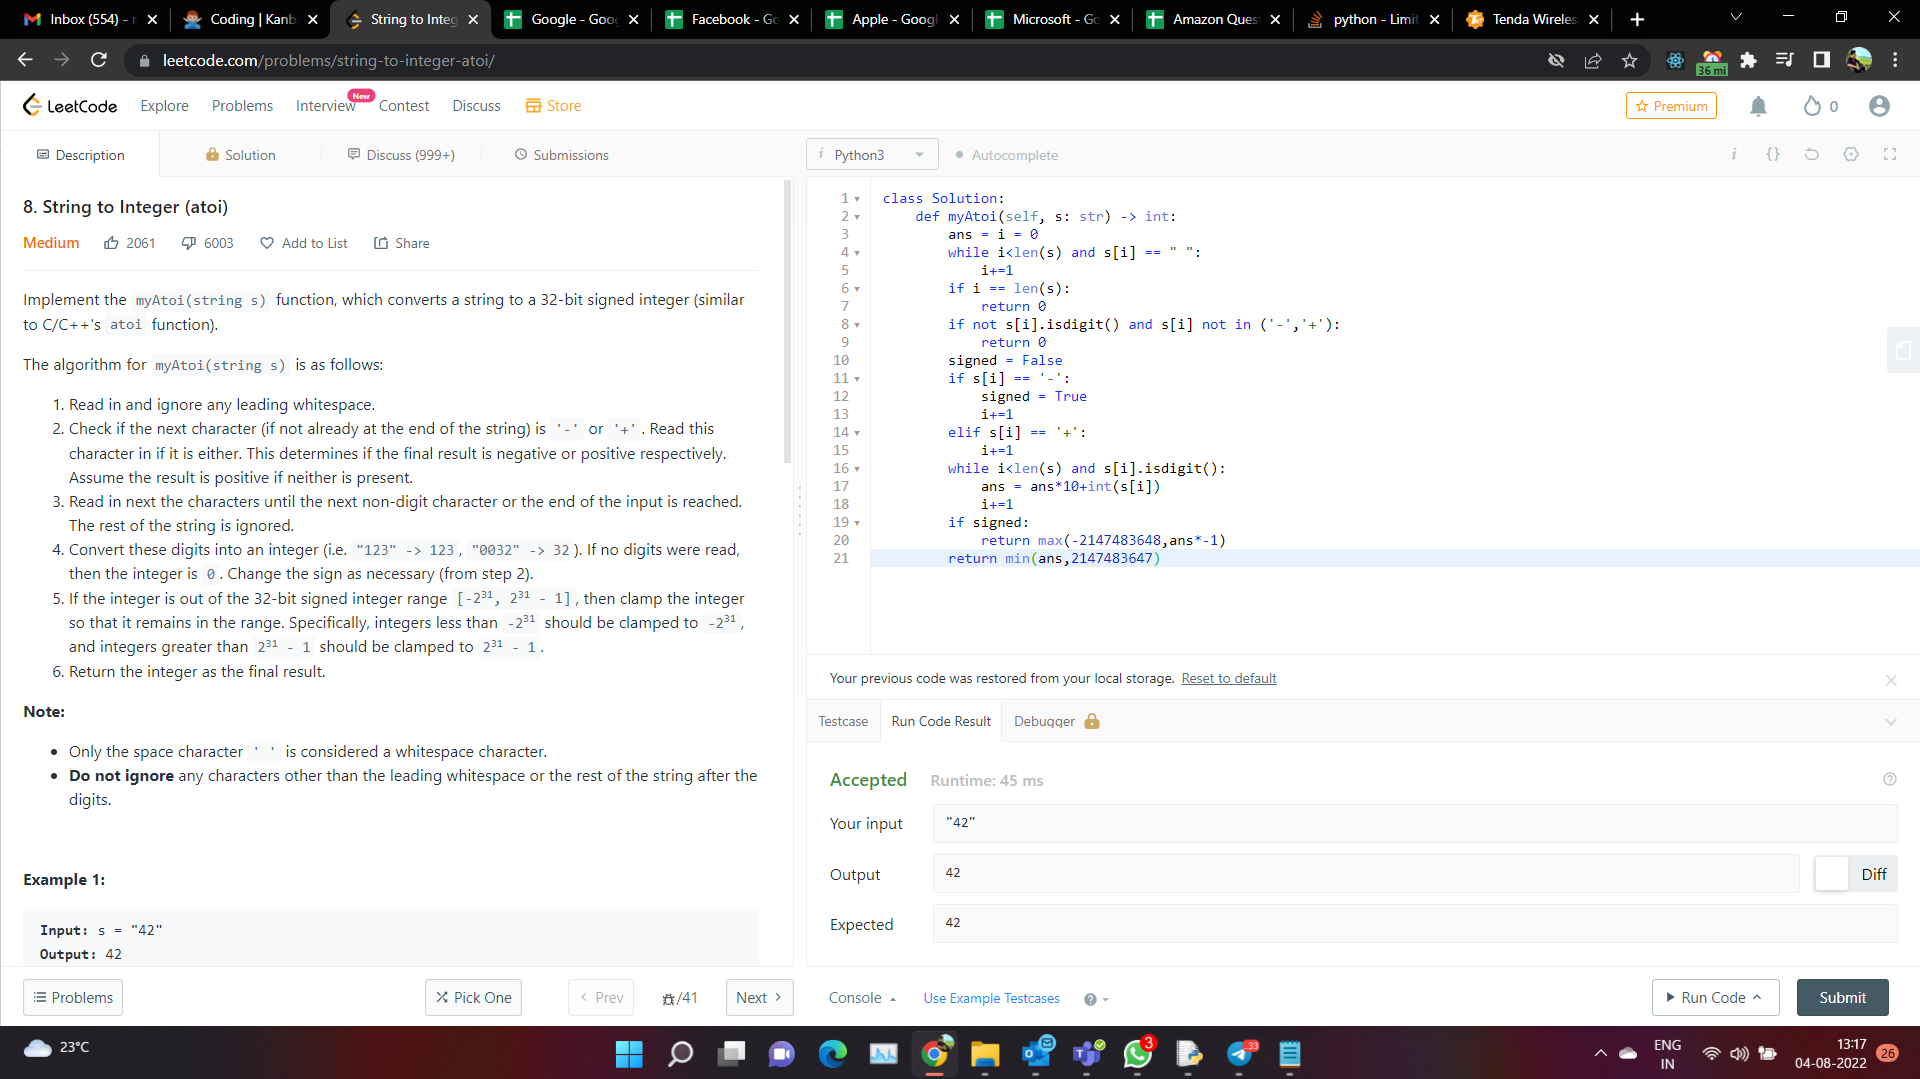 Inbox (554) - r
Coding | Kanb
String to Integ
Google - Goo
Facebook - Go
Apple - Googl
Microsoft - Go
Amazon Ques
python - Limit
Tenda Wireles
leetcode.com/problems/string-to-integer-atoi/
36 mi
LeetCode Explore Problems Interview New Contest Discuss Store
Premium 0
Description Solution Discuss (999+) Submissions
8. String to Integer (atoi)
Medium 2061 6003 Add to List Share
Implement the myAtoi(string s) function, which converts a string to a 32-bit signed integer (similar
to C/C++'s atoi function).
The algorithm for myAtoi(string s) is as follows:
1. Read in and ignore any leading whitespace.
2. Check if the next character (if not already at the end of the string) is '-' or '+'. Read this
character in if it is either. This determines if the final result is negative or positive respectively.
Assume the result is positive if neither is present.
3. Read in next the characters until the next non-digit character or the end of the input is reached.
The rest of the string is ignored.
4. Convert these digits into an integer (i.e. "123" -> 123, "0032" -> 32). If no digits were read,
then the integer is 0. Change the sign as necessary (from step 2).
5. If the integer is out of the 32-bit signed integer range [-2³¹, 2³¹ - 1], then clamp the integer
so that it remains in the range. Specifically, integers less than -2³¹ should be clamped to -2³¹,
and integers greater than 2³¹ - 1 should be clamped to 2³¹ - 1.
6. Return the integer as the final result.
Note:
• Only the space character ' ' is considered a whitespace character.
• Do not ignore any characters other than the leading whitespace or the rest of the string after the
digits.
Example 1:
Input: s = "42"
Output: 42
Problems Pick One Prev /41 Next
i Python3 Autocomplete i {}
1 class Solution:
2 def myAtoi(self, s: str) -> int:
3 ans = i = 0
4 while i<len(s) and s[i] == " ":
5 i+=1
6 if i == len(s):
7 return 0
8 if not s[i].isdigit() and s[i] not in ('-','+'):
9 return 0
10 signed = False
11 if s[i] == '-':
12 signed = True
13 i+=1
14 elif s[i] == '+':
15 i+=1
16 while i<len(s) and s[i].isdigit():
17 ans = ans*10+int(s[i])
18 i+=1
19 if signed:
20 return max(-2147483648,ans*-1)
21 return min(ans,2147483647)
Your previous code was restored from your local storage. Reset to default
Testcase Run Code Result Debugger
Accepted Runtime: 45 ms
Your input "42"
Output 42 Diff
Expected 42
Console Use Example Testcases Run Code Submit
23°C
3
33
ENG
IN
13:17
04-08-2022
26